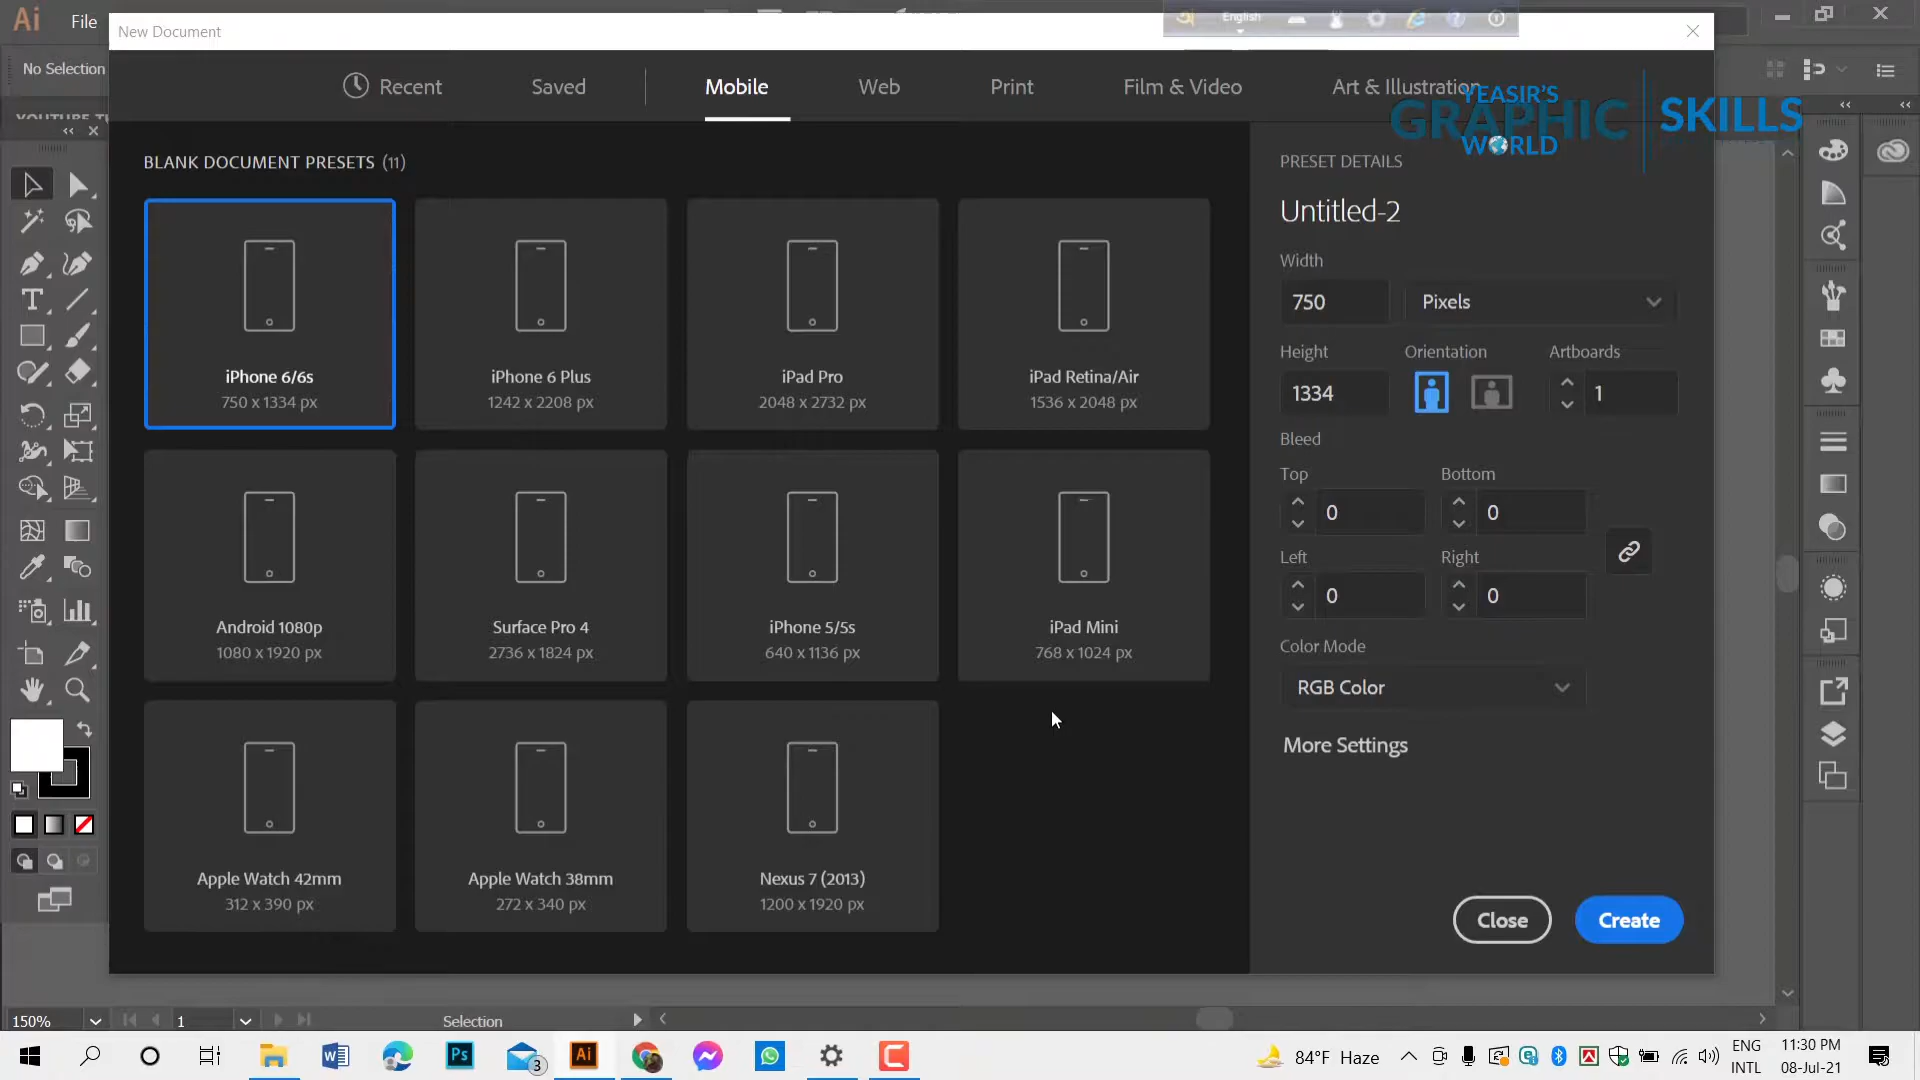 Ai File
New Document
English
No Selection
Recent Saved Mobile Web Print Film & Video Art & Illustration
YEASIR'S
GRAPHIC
WORLD
SKILLS
BLANK DOCUMENT PRESETS (11)
PRESET DETAILS
Untitled-2
iPhone 6/6s
750 x 1334 px
iPhone 6 Plus
1242 x 2208 px
iPad Pro
2048 x 2732 px
iPad Retina/Air
1536 x 2048 px
Android 1080p
1080 x 1920 px
Surface Pro 4
2736 x 1824 px
iPhone 5/5s
640 x 1136 px
iPad Mini
768 x 1024 px
Apple Watch 42mm
312 x 390 px
Apple Watch 38mm
272 x 340 px
Nexus 7 (2013)
1200 x 1920 px
Width
750 Pixels
Height Orientation Artboards
1334 1
Bleed
Top Bottom
0 0
Left Right
0 0
Color Mode
RGB Color
More Settings
Close Create
150% 1 Selection
Ps 3 Ai
84°F Haze
ENG
INTL
11:30 PM
08-Jul-21